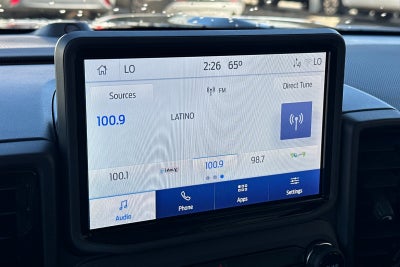 LO 2:26 65° LO
Sources FM Direct Tune
100.9 LATINO
100.1 100.9 98.7
Audio Phone Apps Settings